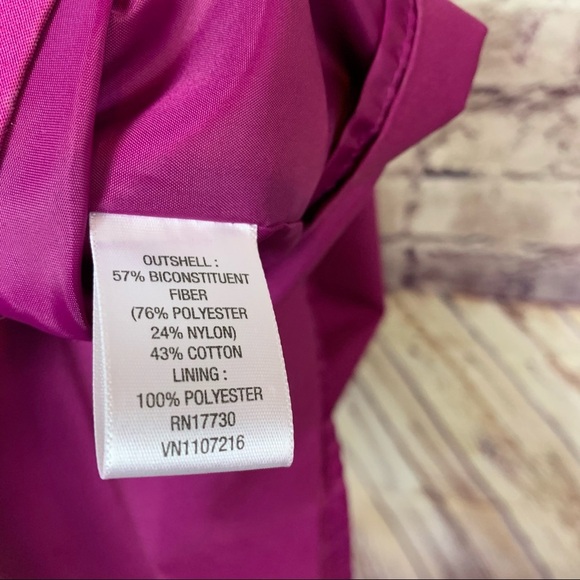 OUTSHELL :
57% BICONSTITUENT
FIBER
(76% POLYESTER
24% NYLON)
43% COTTON
LINING :
100% POLYESTER
RN17730
VN1107216